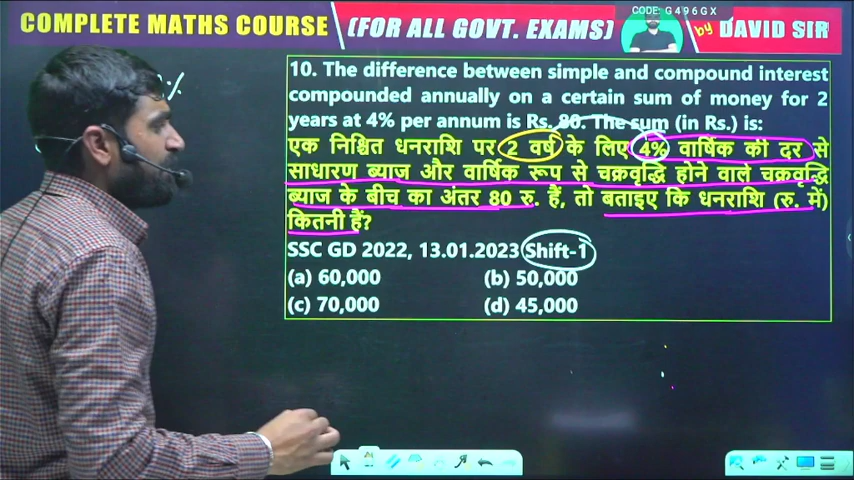 CODE: G496GX
COMPLETE MATHS COURSE (FOR ALL GOVT. EXAMS) by DAVID SIR
10. The difference between simple and compound interest
compounded annually on a certain sum of money for 2
years at 4% per annum is Rs. 80. The sum (in Rs.) is:
एक निश्चित धनराशि पर 2 वर्ष के लिए 4% वार्षिक की दर से
साधारण ब्याज और वार्षिक रूप से चक्रवृद्धि होने वाले चक्रवृद्धि
ब्याज के बीच का अंतर 80 रु. हैं, तो बताइए कि धनराशि (रु. में)
कितनी हैं?
SSC GD 2022, 13.01.2023 Shift-1
(a) 60,000 (b) 50,000
(c) 70,000 (d) 45,000